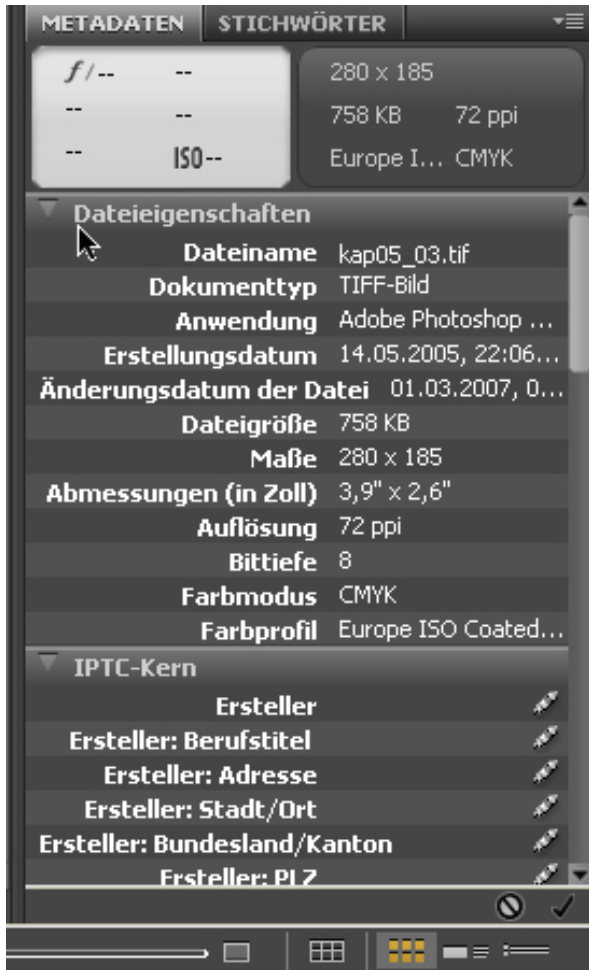 METADATEN STICHWÖRTER
f/-- -- 280 x 185
-- -- 758 KB 72 ppi
-- ISO-- Europe I... CMYK
Dateieigenschaften
Dateiname kap05_03.tif
Dokumenttyp TIFF-Bild
Anwendung Adobe Photoshop ...
Erstellungsdatum 14.05.2005, 22:06...
Änderungsdatum der Datei 01.03.2007, 0...
Dateigröße 758 KB
Maße 280 x 185
Abmessungen (in Zoll) 3,9" x 2,6"
Auflösung 72 ppi
Bittiefe 8
Farbmodus CMYK
Farbprofil Europe ISO Coated...
IPTC-Kern
Ersteller
Ersteller: Berufstitel
Ersteller: Adresse
Ersteller: Stadt/Ort
Ersteller: Bundesland/Kanton
Ersteller: PLZ